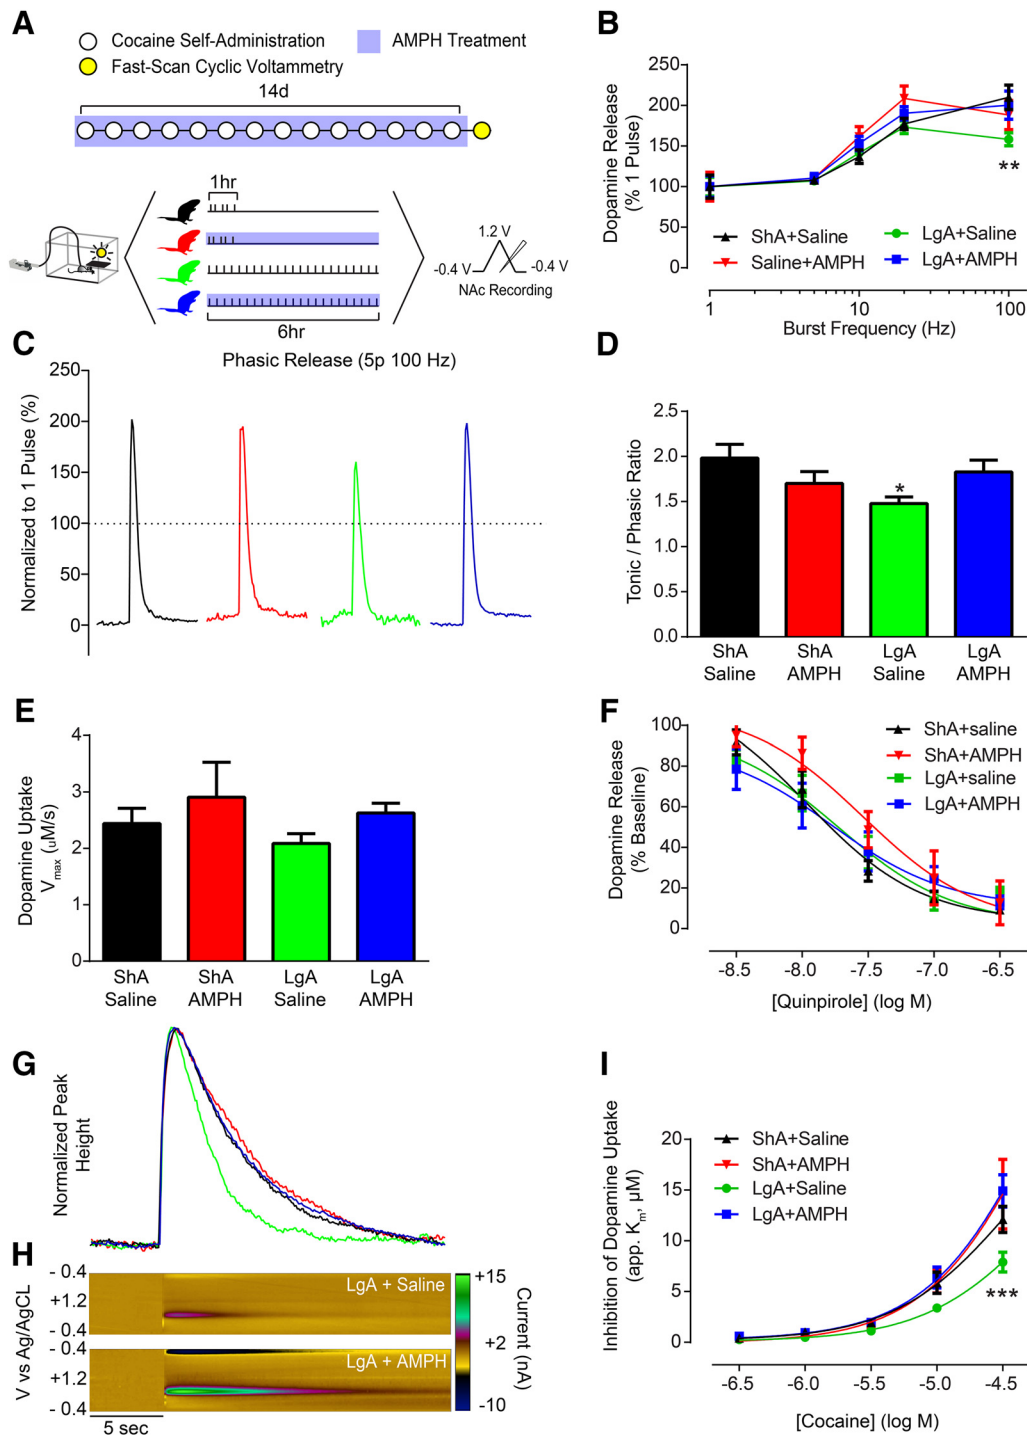 A
Cocaine Self-Administration
AMPH Treatment
Fast-Scan Cyclic Voltammetry
14d
1hr
6hr
1.2 V
-0.4 V
-0.4 V
NAc Recording
B
Dopamine Release
(% 1 Pulse)
250
200
150
100
50
0
**
ShA+Saline
Saline+AMPH
LgA+Saline
LgA+AMPH
1
10
100
Burst Frequency (Hz)
C
Phasic Release (5p 100 Hz)
Normalized to 1 Pulse (%)
250
200
150
100
50
0
D
Tonic / Phasic Ratio
2.5
2.0
1.5
1.0
0.5
0.0
*
ShA
Saline
ShA
AMPH
LgA
Saline
LgA
AMPH
E
Dopamine Uptake
Vmax (uM/s)
4
3
2
1
0
ShA
Saline
ShA
AMPH
LgA
Saline
LgA
AMPH
F
Dopamine Release
(% Baseline)
100
80
60
40
20
0
ShA+saline
ShA+AMPH
LgA+saline
LgA+AMPH
-8.5
-8.0
-7.5
-7.0
-6.5
[Quinpirole] (log M)
G
Normalized Peak
Height
H
V vs Ag/AgCL
- 0.4
+1.2
- 0.4
- 0.4
+1.2
- 0.4
LgA + Saline
LgA + AMPH
5 sec
+15
+2
-10
Current (nA)
I
Inhibition of Dopamine Uptake
(app. Km, µM)
20
15
10
5
0
ShA+Saline
ShA+AMPH
LgA+Saline
LgA+AMPH
***
-6.5
-6.0
-5.5
-5.0
-4.5
[Cocaine] (log M)